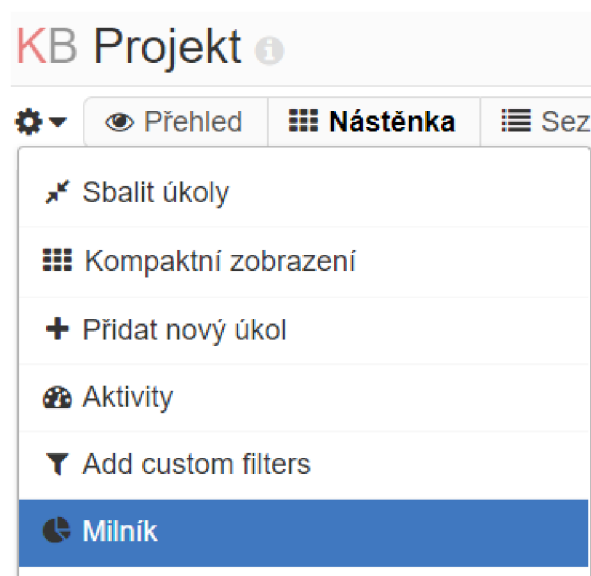 KB Projekt
Přehled Nástěnka Sez
Sbalit úkoly
Kompaktní zobrazení
Přidat nový úkol
Aktivity
Add custom filters
Milník